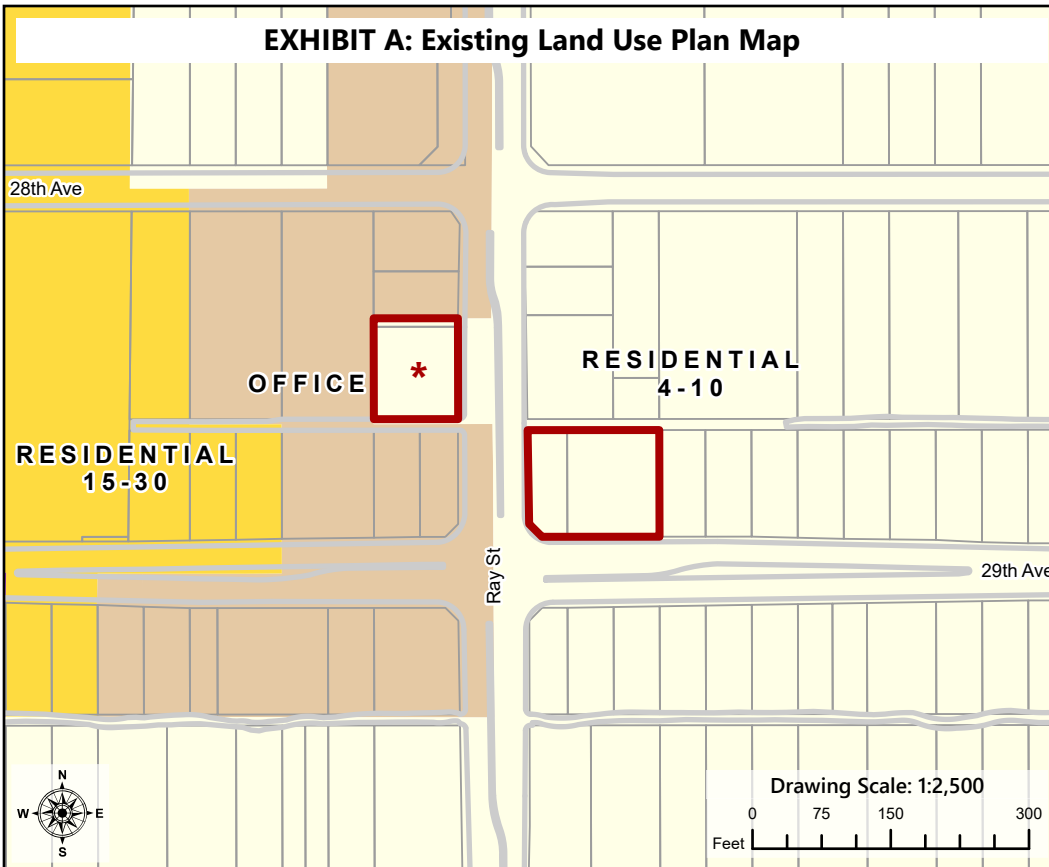 EXHIBIT A: Existing Land Use Plan Map
28th Ave
*
OFFICE
RESIDENTIAL
4-10
RESIDENTIAL
15-30
Ray St
29th Ave
N
W E
S
Drawing Scale: 1:2,500
0 75 150 300
Feet